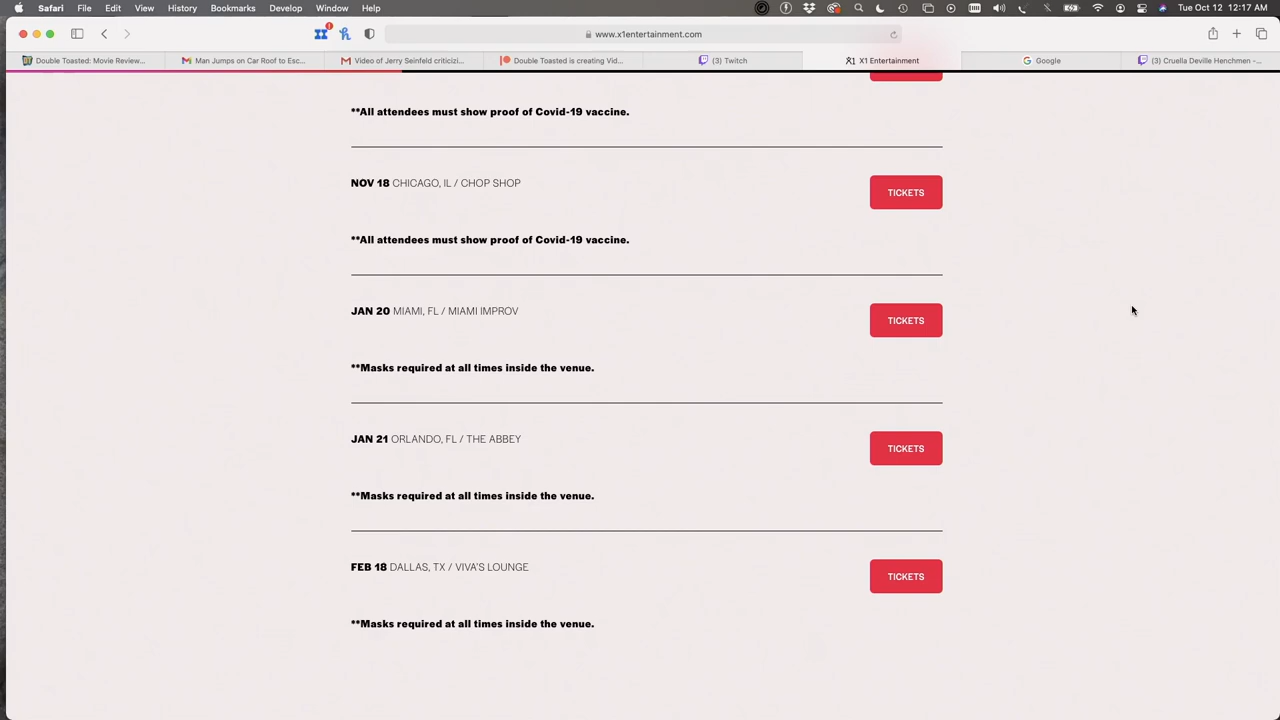 Safari File Edit View History Bookmarks Develop Window Help
Tue Oct 12 12:17 AM
www.x1entertainment.com
Double Toasted: Movie Review...
Man Jumps on Car Roof to Esc...
Video of Jerry Seinfeld criticizi...
Double Toasted is creating Vid...
(3) Twitch
X1 Entertainment
Google
(3) Cruella Deville Henchmen -...
**All attendees must show proof of Covid-19 vaccine.
NOV 18 CHICAGO, IL / CHOP SHOP
TICKETS
**All attendees must show proof of Covid-19 vaccine.
JAN 20 MIAMI, FL / MIAMI IMPROV
TICKETS
**Masks required at all times inside the venue.
JAN 21 ORLANDO, FL / THE ABBEY
TICKETS
**Masks required at all times inside the venue.
FEB 18 DALLAS, TX / VIVA'S LOUNGE
TICKETS
**Masks required at all times inside the venue.